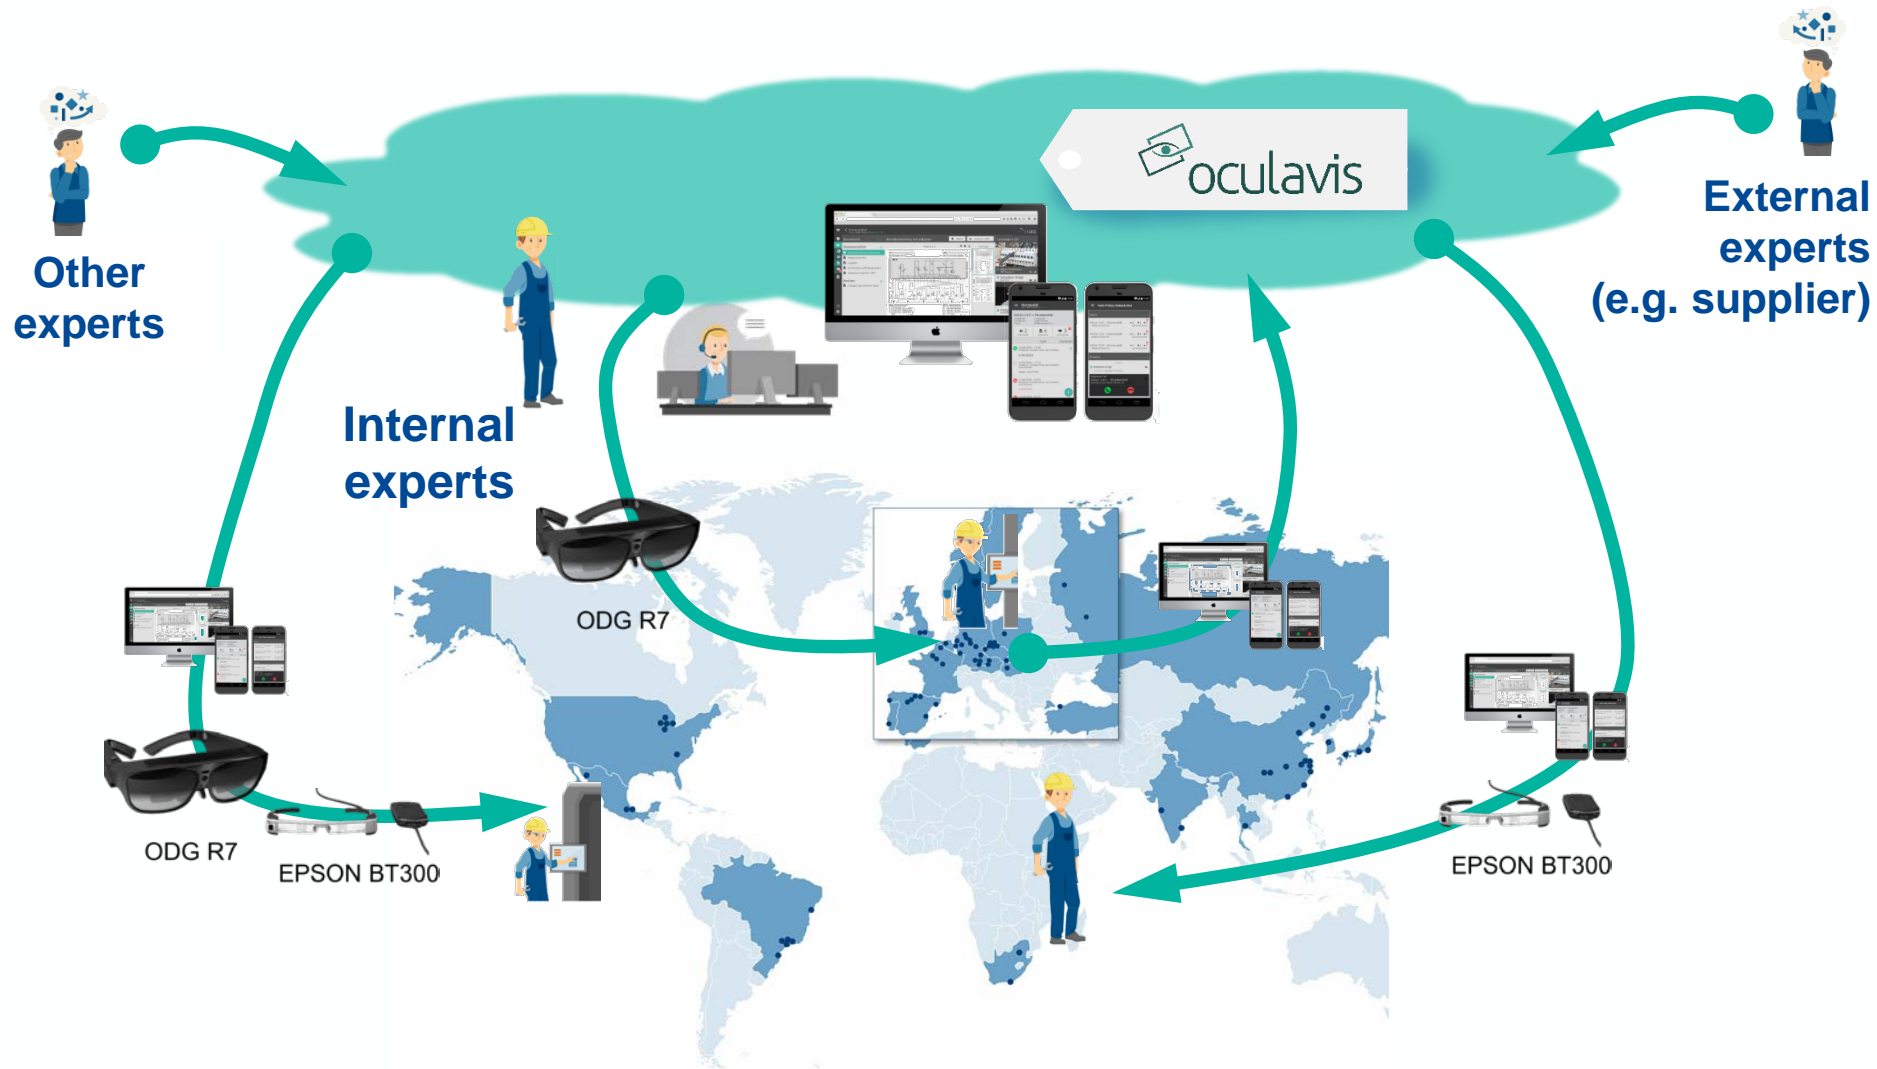 oculavis
Other
experts
External
experts
(e.g. supplier)
Internal
experts
ODG R7
ODG R7
EPSON BT300
EPSON BT300